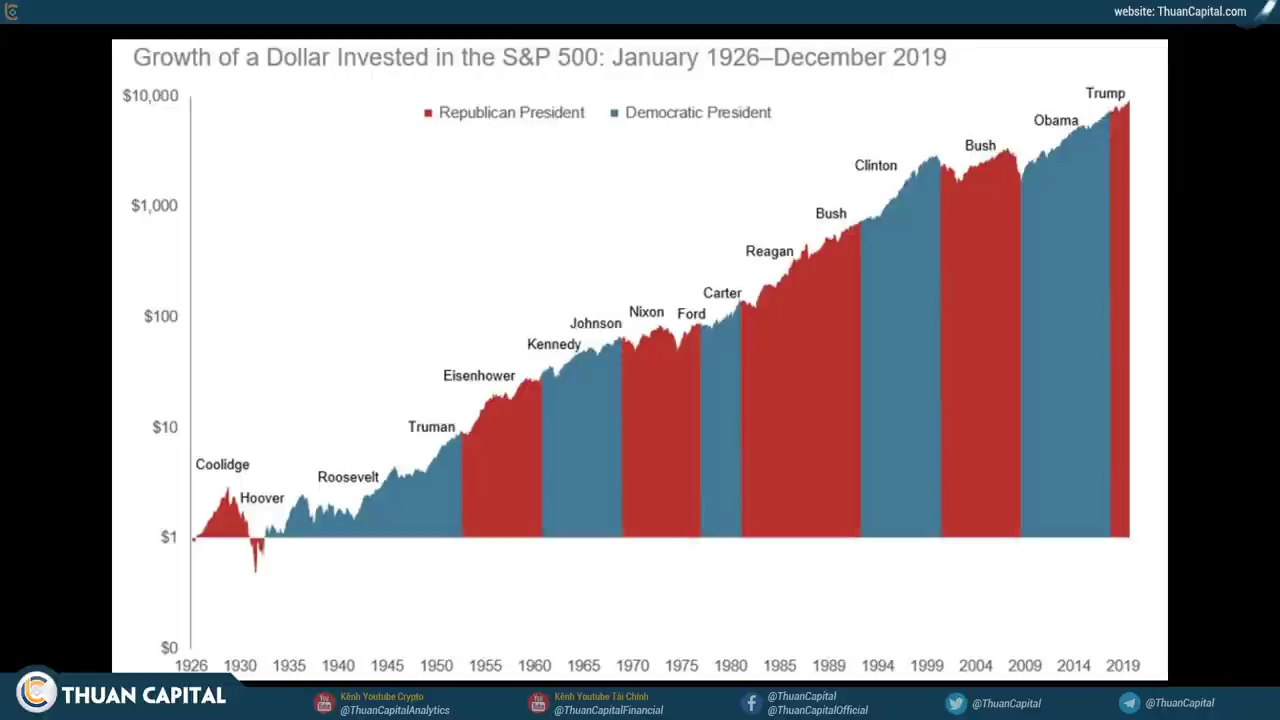 website: ThuanCapital.com
Growth of a Dollar Invested in the S&P 500: January 1926–December 2019
$10,000
Republican President
Democratic President
Trump
Obama
Bush
Clinton
$1,000
Bush
Reagan
Carter
$100
Nixon
Ford
Johnson
Kennedy
Eisenhower
$10
Truman
Coolidge
Roosevelt
Hoover
$1
$0
1926 1930 1935 1940 1945 1950 1955 1960 1965 1970 1975 1980 1985 1989 1994 1999 2004 2009 2014 2019
THUAN CAPITAL
You Tube
Kênh Youtube Crypto
@ThuanCapitalAnalytics
You Tube
Kênh Youtube Tài Chính
@ThuanCapitalFinancial
@ThuanCapital
@ThuanCapitalOfficial
@ThuanCapital
@ThuanCapital